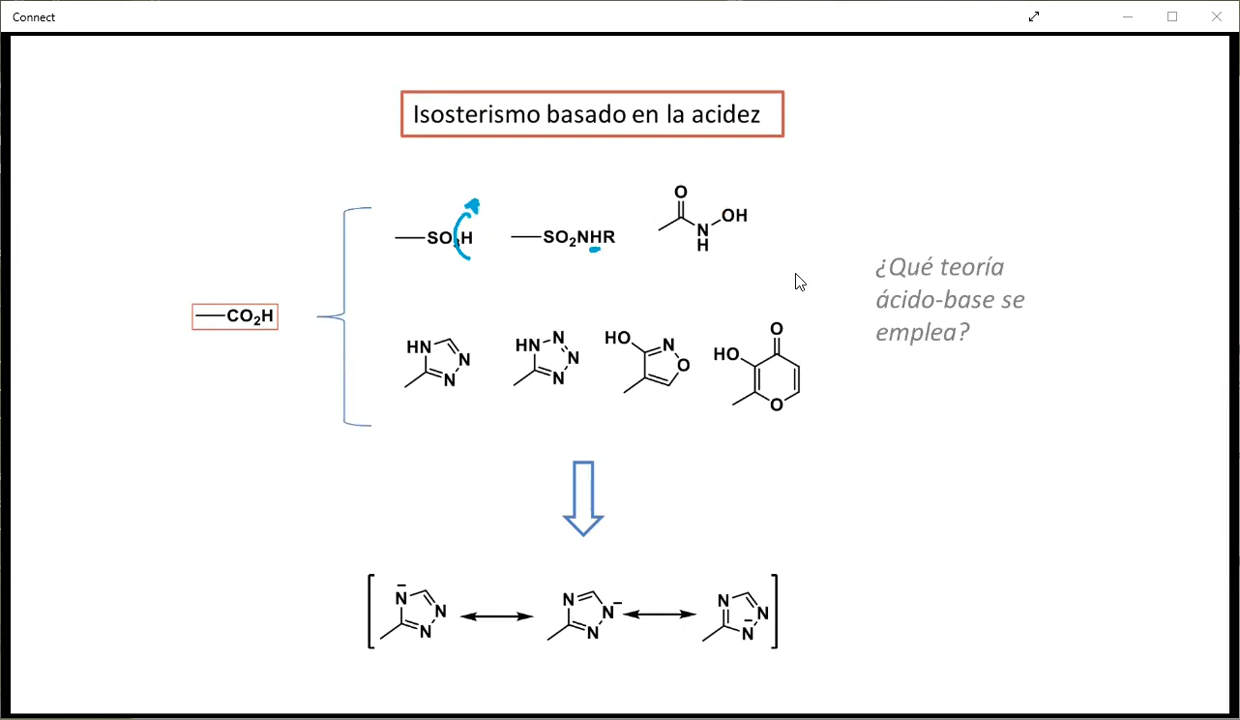 Connect
Isosterismo basado en la acidez
SO₃H
SO₂NHR
O
OH
N
H
¿Qué teoría
ácido-base se
emplea?
CO₂H
HN
N
N
HN
N
N
N
HO
N
O
O
HO
O
N
N
N
N
N
N
N
N
N